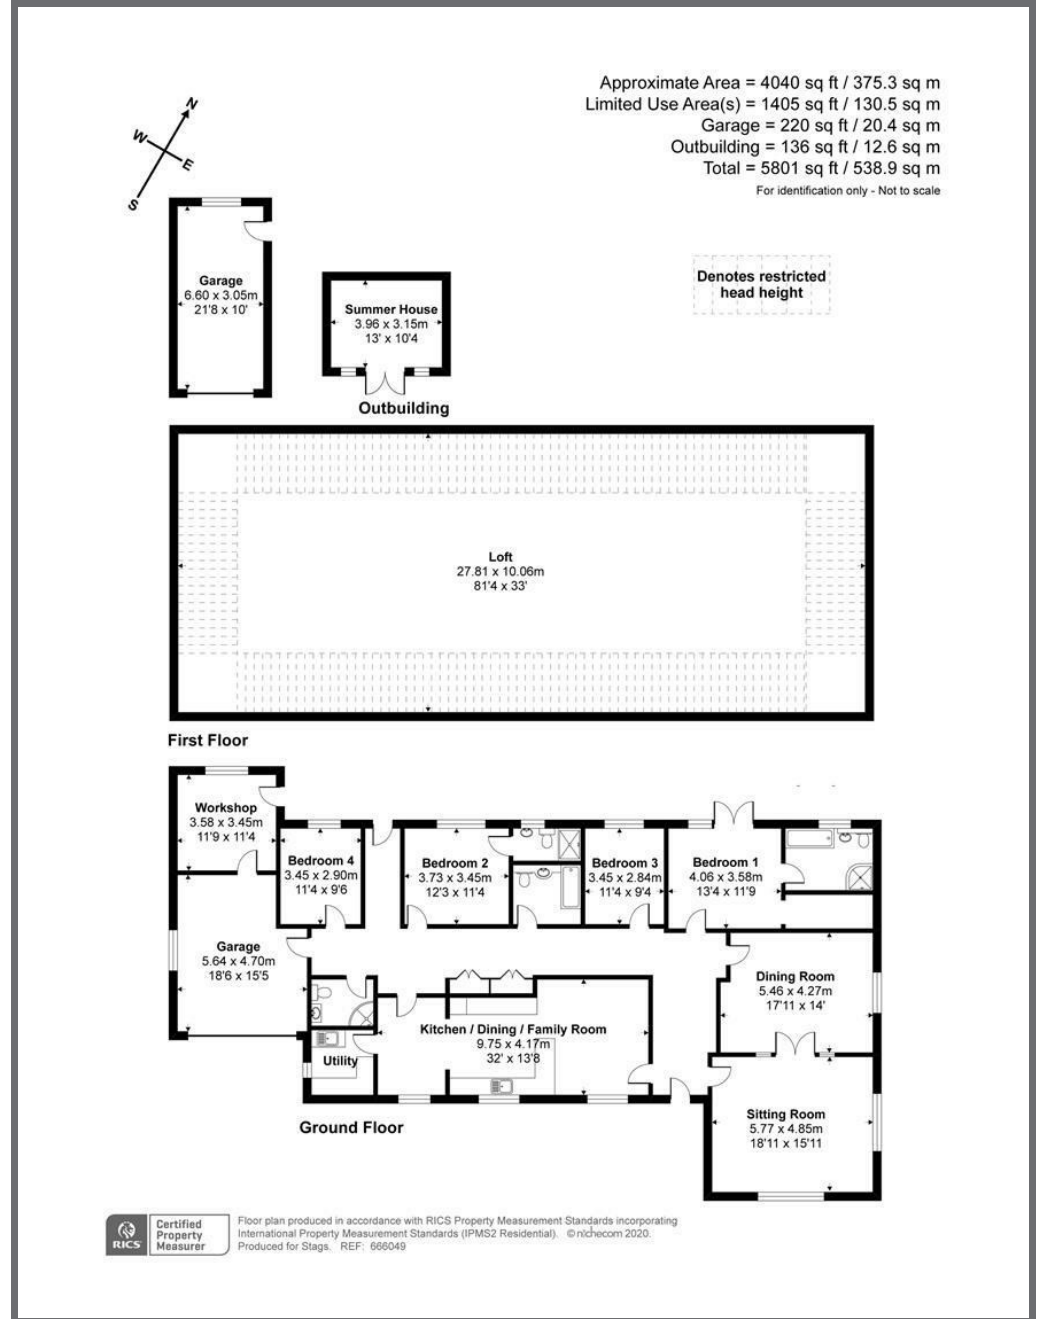 Approximate Area = 4040 sq ft / 375.3 sq m
Limited Use Area(s) = 1405 sq ft / 130.5 sq m
Garage = 220 sq ft / 20.4 sq m
Outbuilding = 136 sq ft / 12.6 sq m
Total = 5801 sq ft / 538.9 sq m
For identification only - Not to scale
N
W
E
S
Garage
6.60 x 3.05m
21'8 x 10'
Summer House
3.96 x 3.15m
13' x 10'4
Outbuilding
Denotes restricted
head height
Loft
27.81 x 10.06m
81'4 x 33'
First Floor
Workshop
3.58 x 3.45m
11'9 x 11'4
Bedroom 4
3.45 x 2.90m
11'4 x 9'6
Bedroom 2
3.73 x 3.45m
12'3 x 11'4
Bedroom 3
3.45 x 2.84m
11'4 x 9'4
Bedroom 1
4.06 x 3.58m
13'4 x 11'9
Garage
5.64 x 4.70m
18'6 x 15'5
Dining Room
5.46 x 4.27m
17'11 x 14'
Kitchen / Dining / Family Room
9.75 x 4.17m
32' x 13'8
Utility
Sitting Room
5.77 x 4.85m
18'11 x 15'11
Ground Floor
RICS
Certified
Property
Measurer
Floor plan produced in accordance with RICS Property Measurement Standards incorporating
International Property Measurement Standards (IPMS2 Residential). © nichecom 2020.
Produced for Stags. REF: 666049